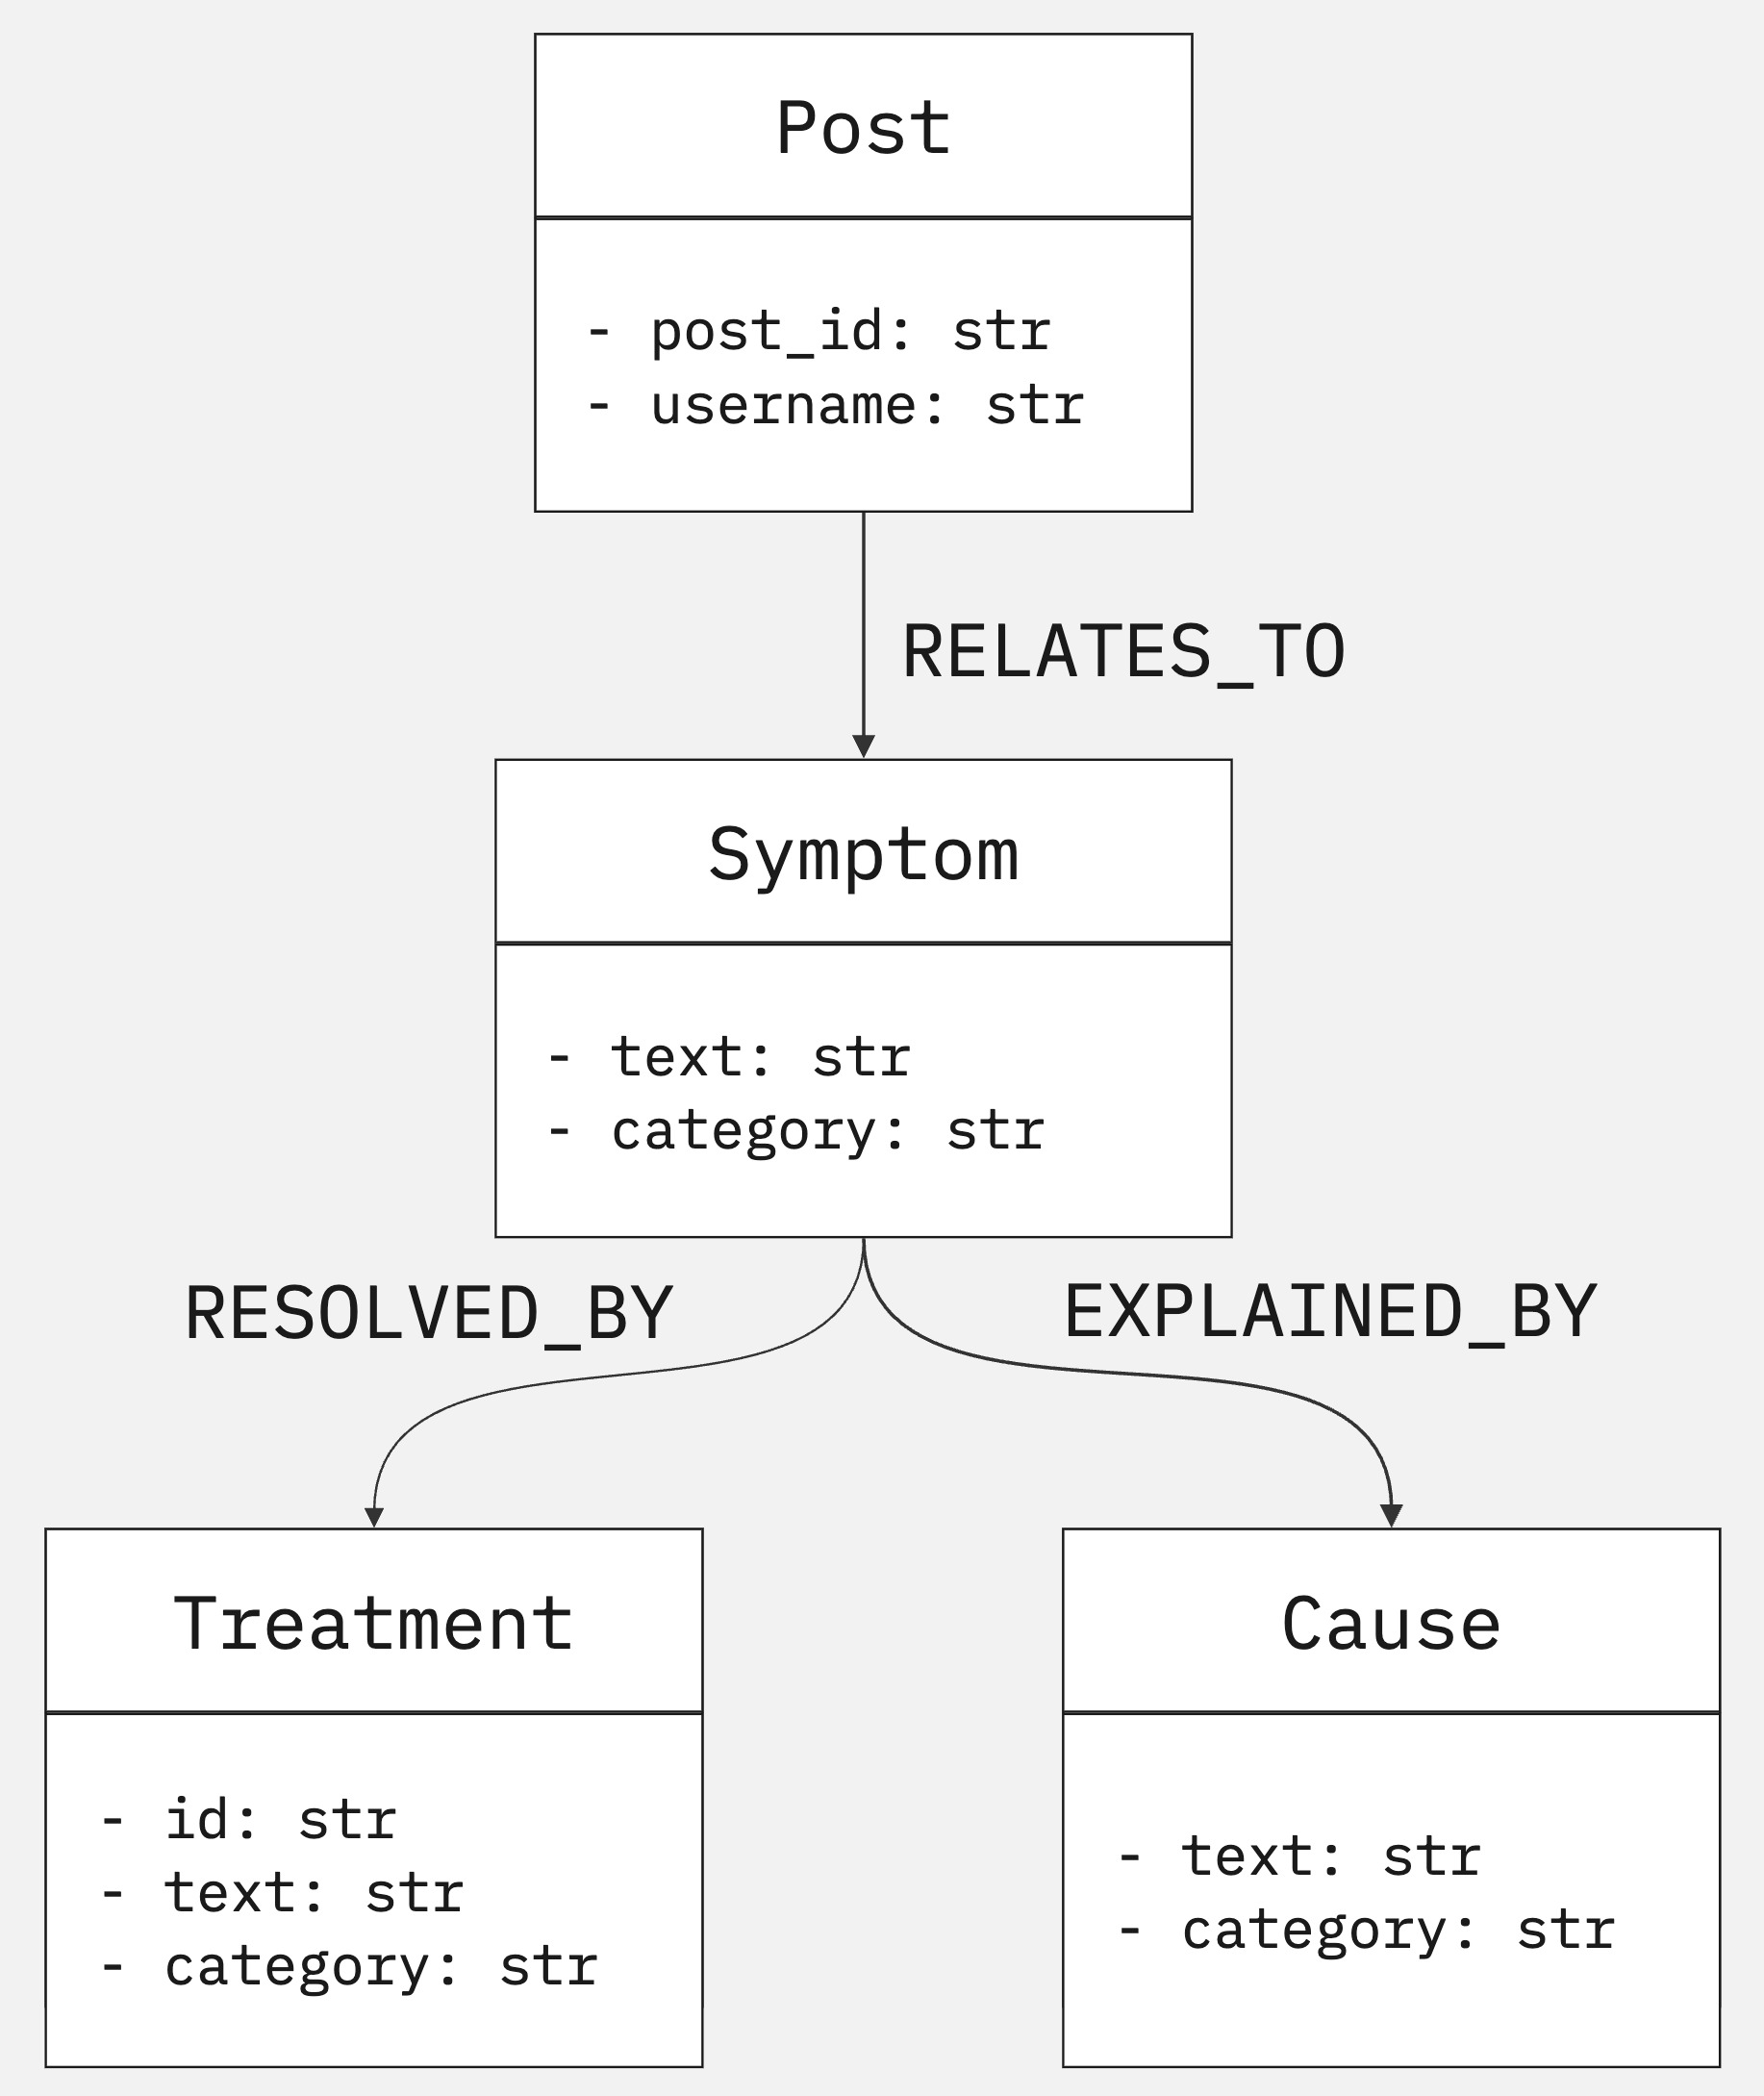 Post
- post_id: str
- username: str
RELATES_TO
Symptom
- text: str
- category: str
RESOLVED_BY
EXPLAINED_BY
Treatment
- id: str
- text: str
- category: str
Cause
- text: str
- category: str